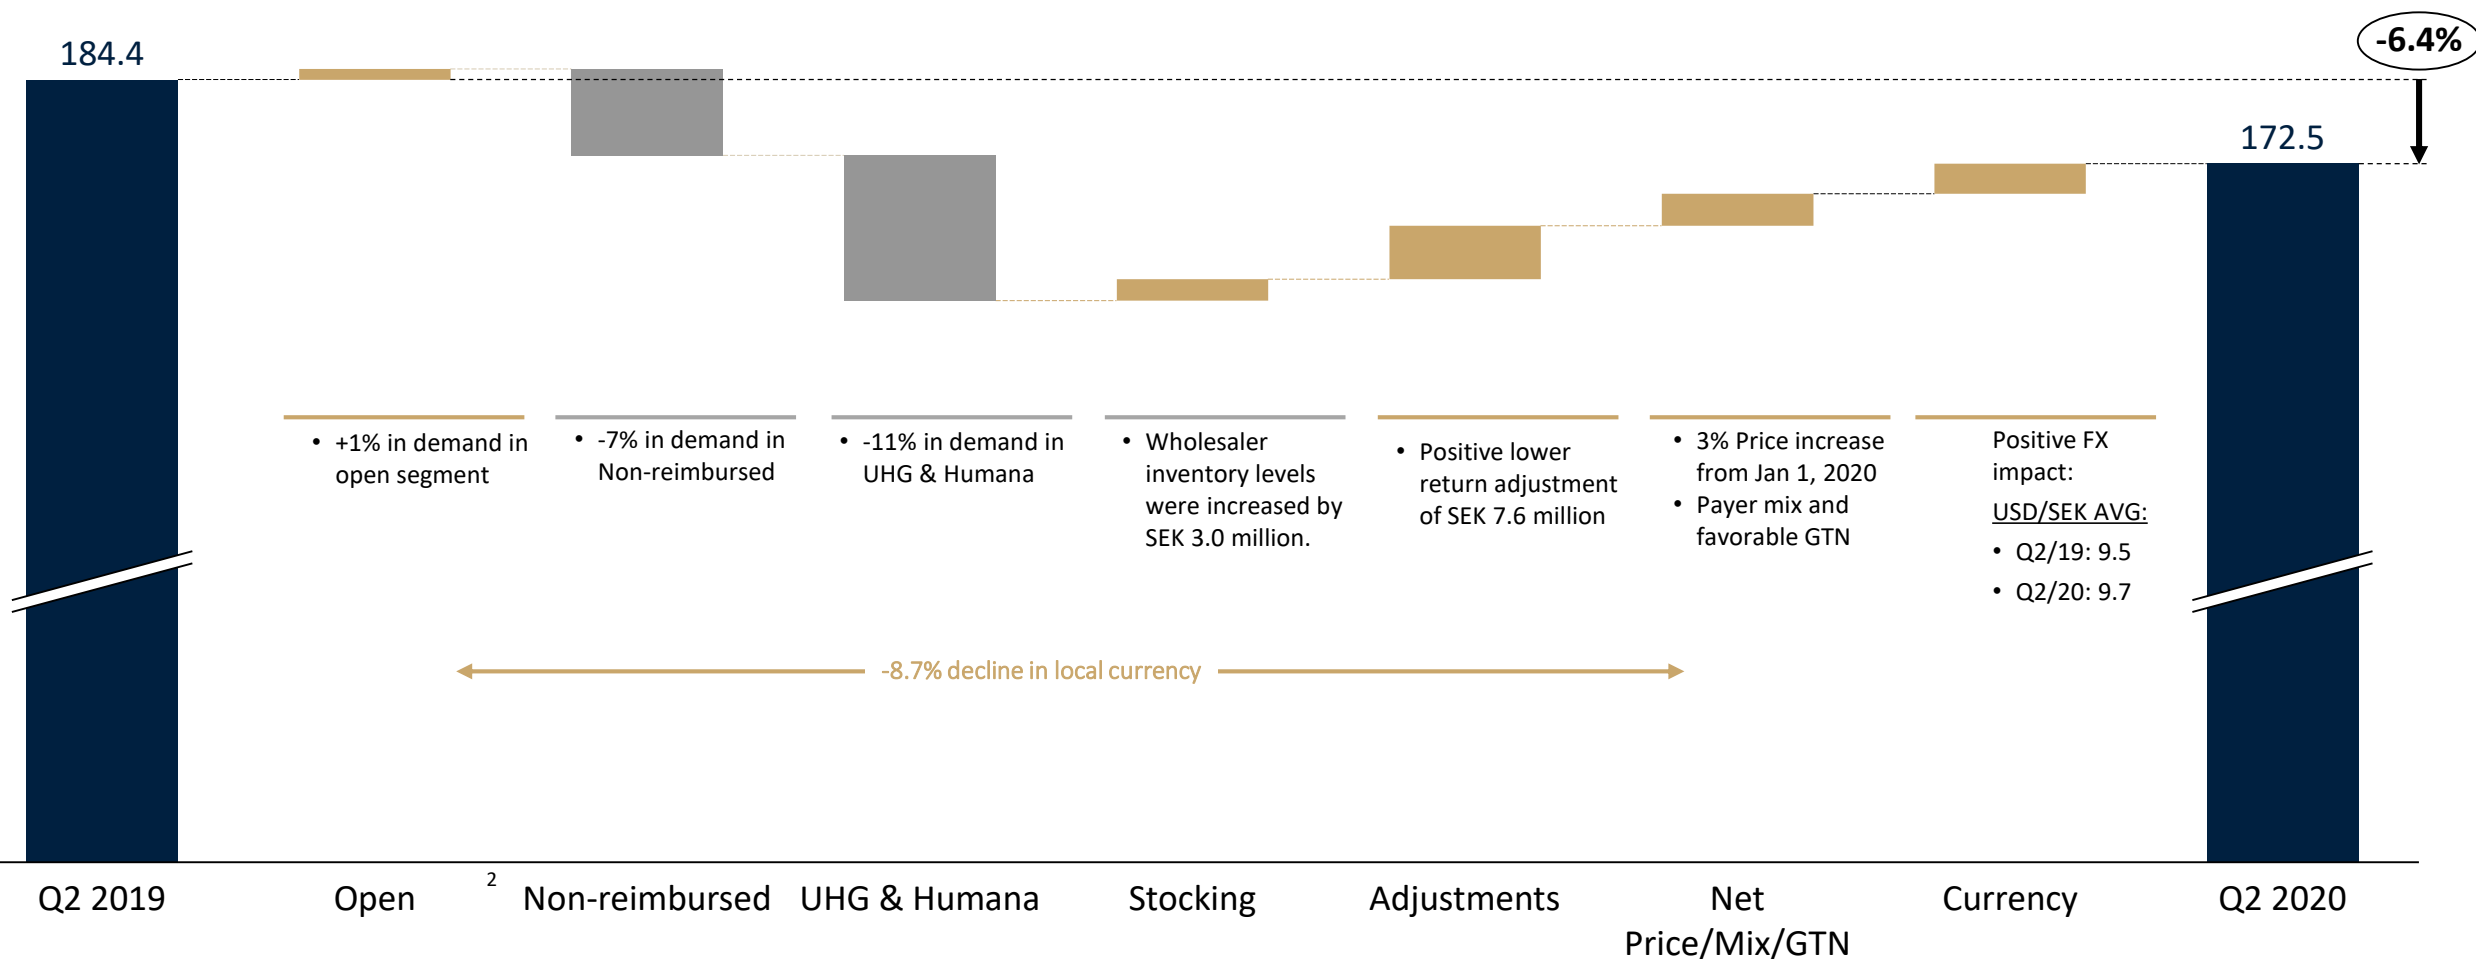 184.4
-6.4%
172.5
• +1% in demand in
open segment
• -7% in demand in
Non-reimbursed
• -11% in demand in
UHG & Humana
• Wholesaler
inventory levels
were increased by
SEK 3.0 million.
• Positive lower
return adjustment
of SEK 7.6 million
• 3% Price increase
from Jan 1, 2020
• Payer mix and
favorable GTN
Positive FX
impact:
USD/SEK AVG:
• Q2/19: 9.5
• Q2/20: 9.7
-8.7% decline in local currency
Q2 2019
Open
2
Non-reimbursed
UHG & Humana
Stocking
Adjustments
Net
Price/Mix/GTN
Currency
Q2 2020